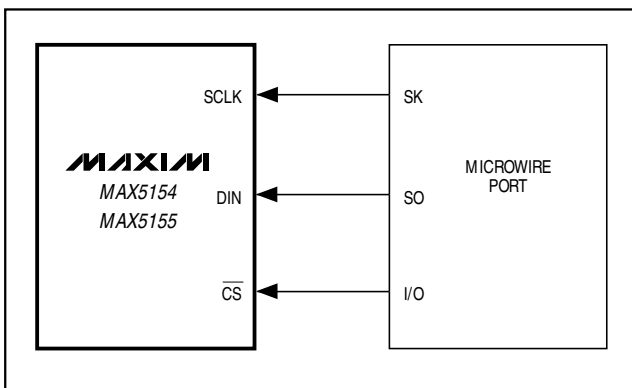 SCLK
SK
MAXIM
MAX5154
MAX5155
MICROWIRE
PORT
DIN
SO
CS
I/O